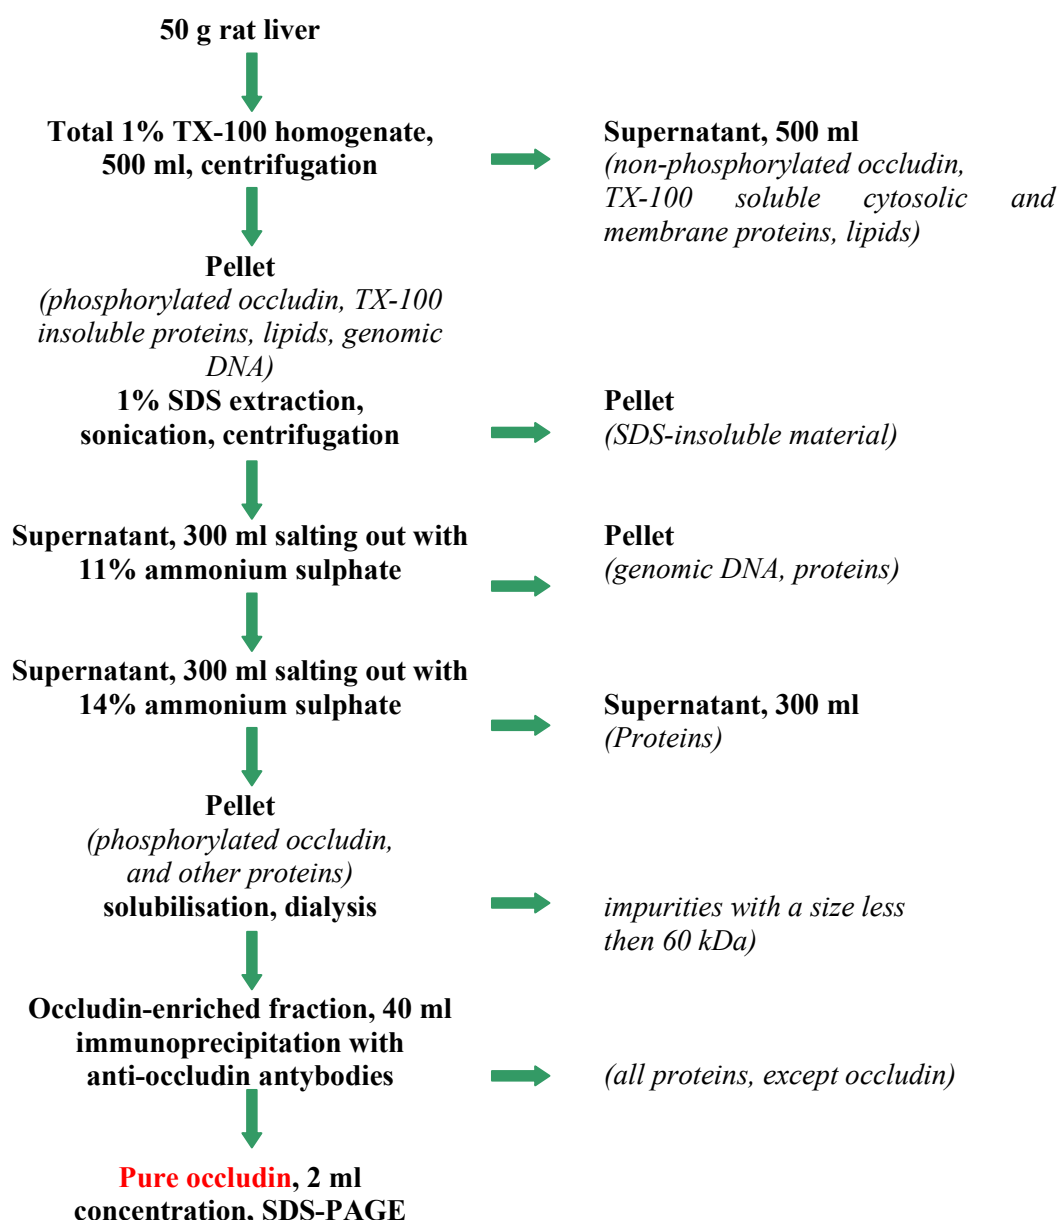 50 g rat liver
Total 1% TX-100 homogenate,
500 ml, centrifugation
Supernatant, 500 ml
(non-phosphorylated occludin,
TX-100 soluble cytosolic and
membrane proteins, lipids)
Pellet
(phosphorylated occludin, TX-100
insoluble proteins, lipids, genomic
DNA)
1% SDS extraction,
sonication, centrifugation
Pellet
(SDS-insoluble material)
Supernatant, 300 ml salting out with
11% ammonium sulphate
Pellet
(genomic DNA, proteins)
Supernatant, 300 ml salting out with
14% ammonium sulphate
Supernatant, 300 ml
(Proteins)
Pellet
(phosphorylated occludin,
and other proteins)
solubilisation, dialysis
impurities with a size less
then 60 kDa)
Occludin-enriched fraction, 40 ml
immunoprecipitation with
anti-occludin antybodies
(all proteins, except occludin)
Pure occludin, 2 ml
concentration, SDS-PAGE